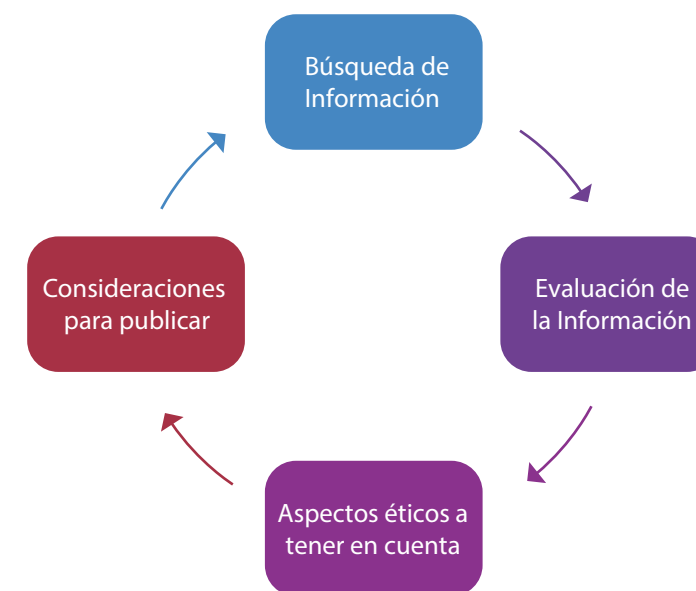 Búsqueda de
Información
Evaluación de
la Información
Aspectos éticos a
tener en cuenta
Consideraciones
para publicar